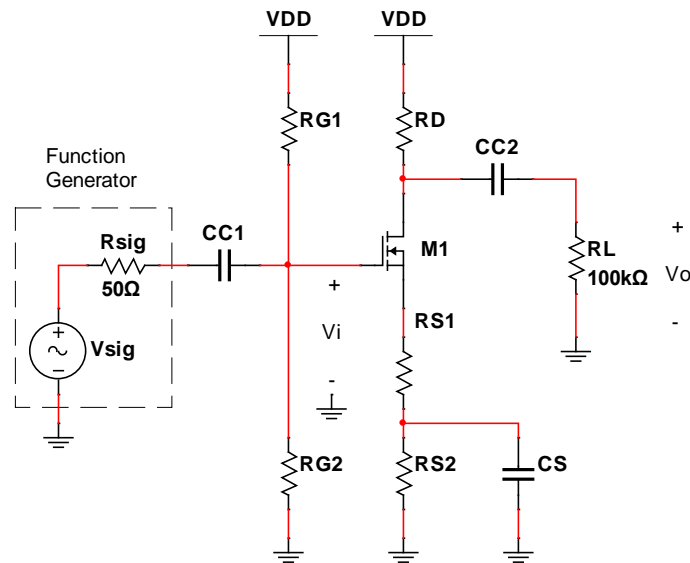 VDD
VDD
RG1
RD
CC2
Function
Generator
Rsig
CC1
50Ω
M1
+
RL
100kΩ
Vo
-
+
Vi
-
RS1
+
Vsig
−
RG2
RS2
CS